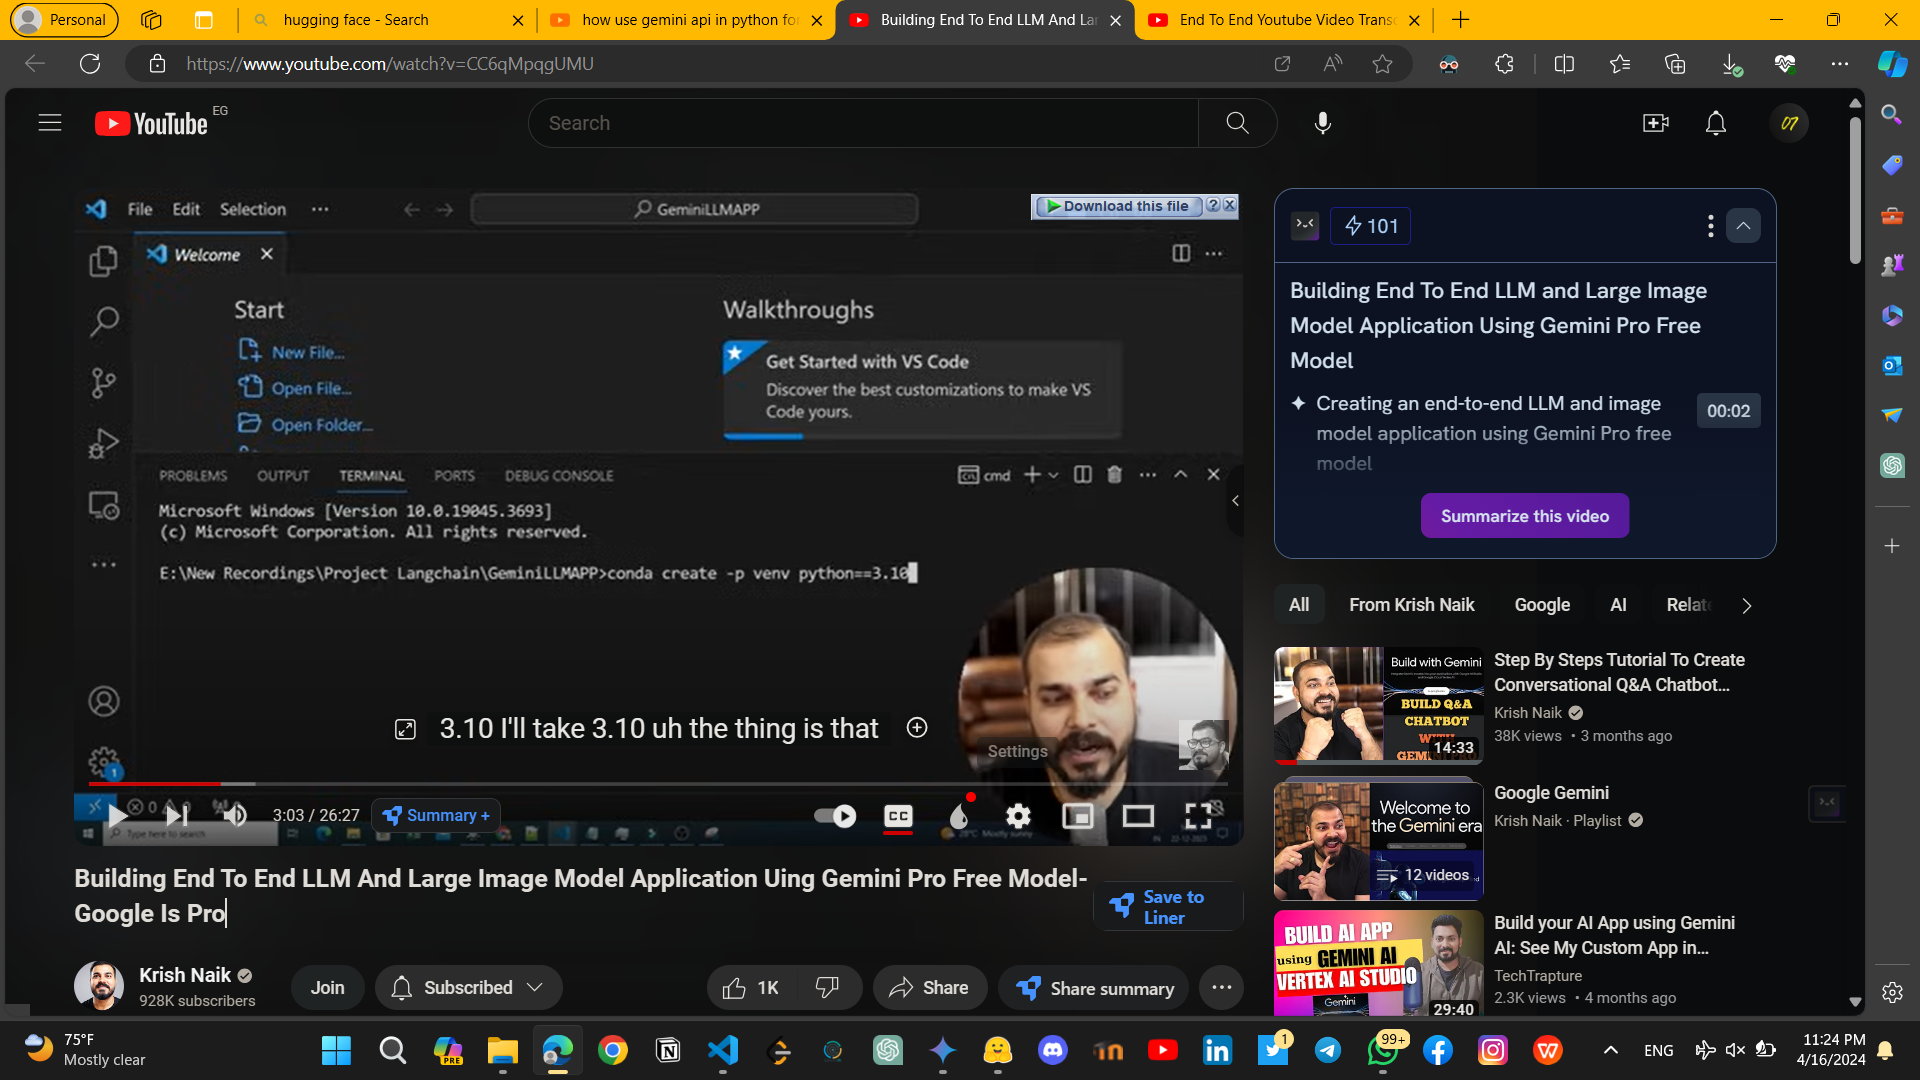 Personal
hugging face - Search
how use gemini api in python fo
Building End To End LLM And La
End To End Youtube Video Trans
https://www.youtube.com/watch?v=CC6qMpqgUMU
YouTube
EG
Search
07
File Edit Selection ...
GeminiLLMAPP
Download this file
Welcome
Start
New File...
Open File...
Open Folder...
Walkthroughs
Get Started with VS Code
Discover the best customizations to make VS
Code yours.
PROBLEMS OUTPUT TERMINAL PORTS DEBUG CONSOLE
cmd
Microsoft Windows [Version 10.0.19045.3693]
(c) Microsoft Corporation. All rights reserved.
E:\New Recordings\Project Langchain\GeminiLLMAPP>conda create -p venv python==3.10
3.10 I'll take 3.10 uh the thing is that
Settings
1
3:03 / 26:27
Summary +
CC
Type here to search
Building End To End LLM And Large Image Model Application Uing Gemini Pro Free Model-
Google Is Pro
Save to
Liner
Krish Naik
928K subscribers
Join
Subscribed
1K
Share
Share summary
101
Building End To End LLM and Large Image
Model Application Using Gemini Pro Free
Model
Creating an end-to-end LLM and image
model application using Gemini Pro free
model
00:02
Summarize this video
All
From Krish Naik
Google
AI
Relat
Build with Gemini
BUILD Q&A
CHATBOT
WITH
14:33
Step By Steps Tutorial To Create
Conversational Q&A Chatbot...
Krish Naik
38K views • 3 months ago
Welcome to
the Gemini era
12 videos
Google Gemini
Krish Naik · Playlist
BUILD AI APP
using GEMINI AI
VERTEX AI STUDIO
Gemini
29:40
Build your AI App using Gemini
AI: See My Custom App in...
TechTrapture
2.3K views • 4 months ago
75°F
Mostly clear
PRE
1
99+
ENG
11:24 PM
4/16/2024